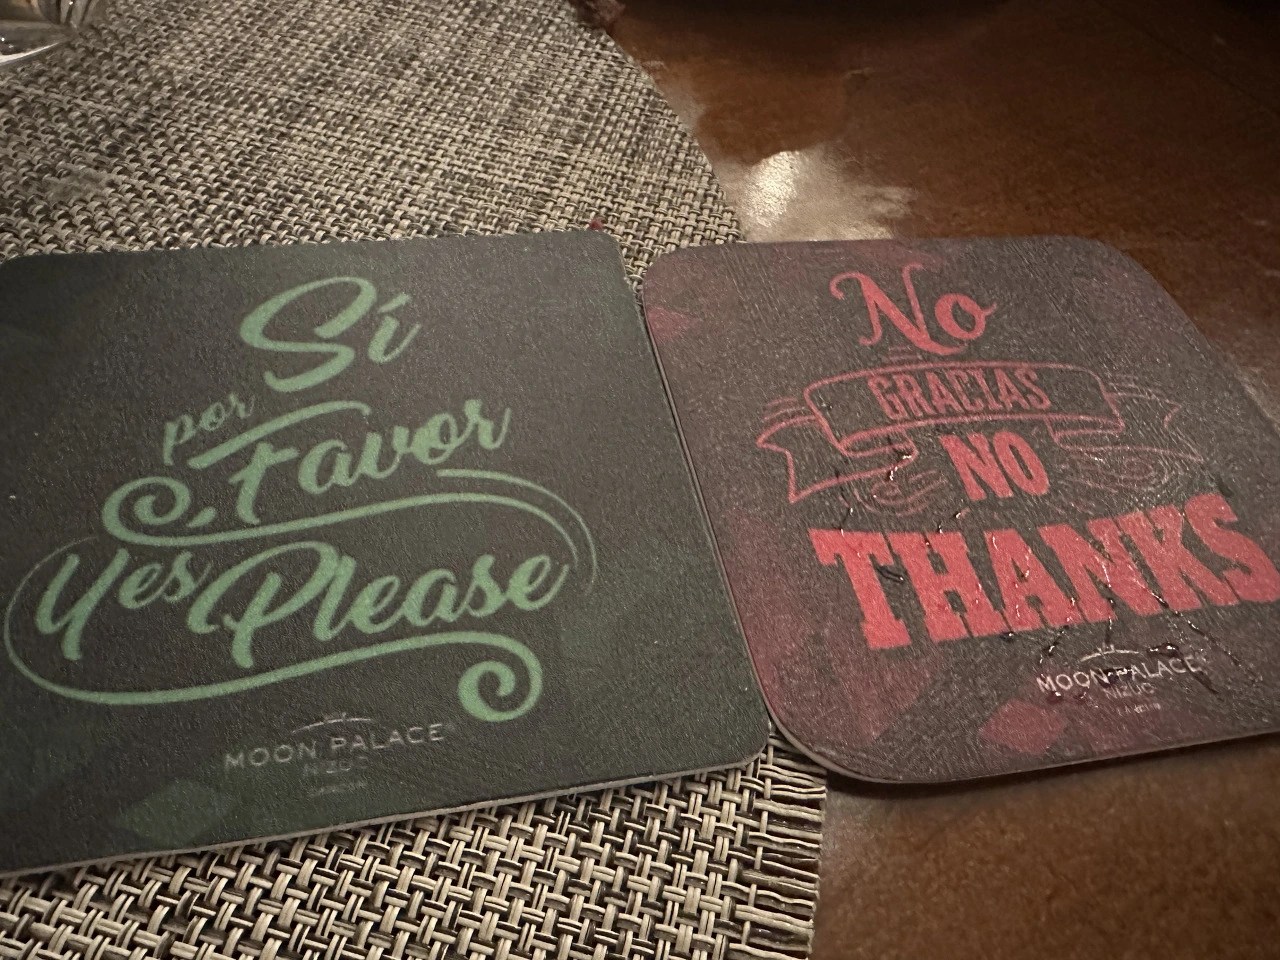 Sí
por Favor
Yes, Please
MOON PALACE
NIZUC
No
GRACIAS
NO
THANKS
MOON PALACE
NIZUC